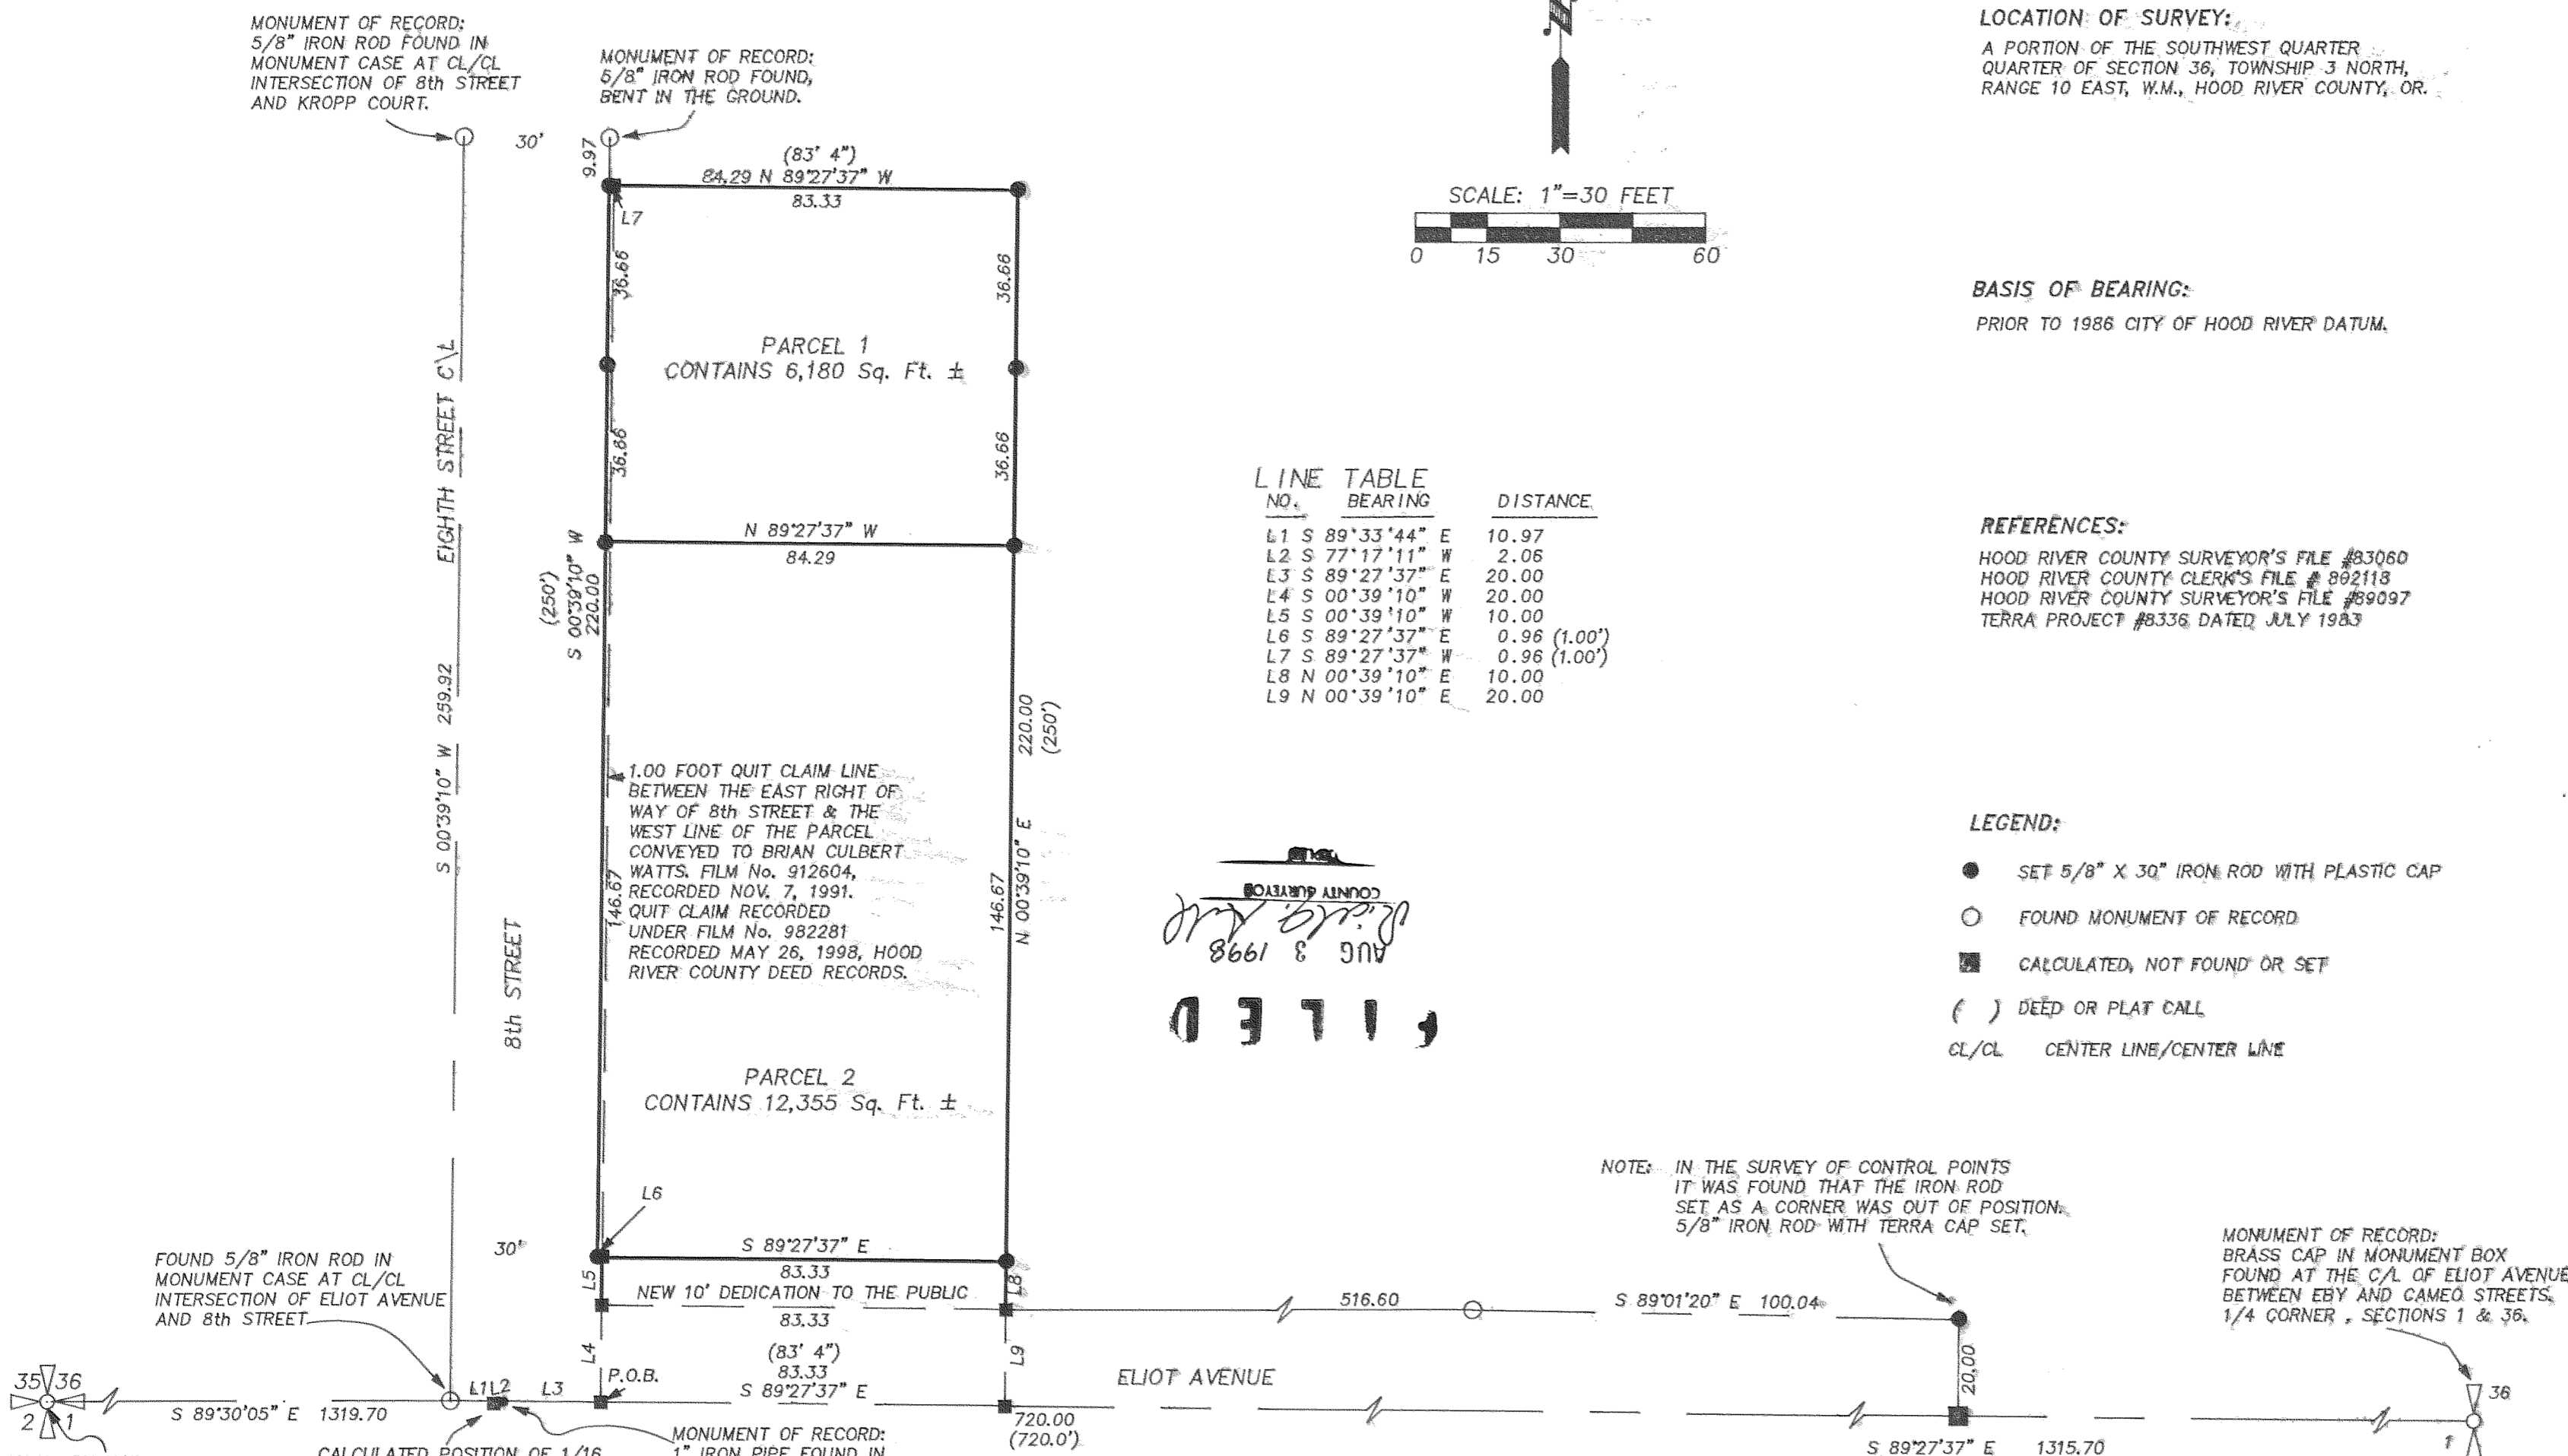 MONUMENT OF RECORD:
5/8" IRON ROD FOUND IN
MONUMENT CASE AT CL/CL
INTERSECTION OF 8th STREET
AND KROPP COURT.
MONUMENT OF RECORD:
5/8" IRON ROD FOUND,
BENT IN THE GROUND.
30'
9.97
(83' 4")
84.29 N 89°27'37" W
83.33
L7
36.66
36.66
PARCEL 1
CONTAINS 6,180 Sq. Ft. ±
36.66
36.66
N 89°27'37" W
84.29
EIGHTH STREET C\L
S 00°39'10" W 259.92
(250')
S 00°39'10" W
220.00
8th STREET
1.00 FOOT QUIT CLAIM LINE
BETWEEN THE EAST RIGHT OF
WAY OF 8th STREET & THE
WEST LINE OF THE PARCEL
CONVEYED TO BRIAN CULBERT
WATTS. FILM No. 912604,
RECORDED NOV. 7, 1991.
QUIT CLAIM RECORDED
UNDER FILM No. 982281
RECORDED MAY 26, 1998, HOOD
RIVER COUNTY DEED RECORDS.
146.67
146.67
N 00°39'10" E
220.00
(250')
PARCEL 2
CONTAINS 12,355 Sq. Ft. ±
L6
30'
S 89°27'37" E
83.33
L5
NEW 10' DEDICATION TO THE PUBLIC
L8
83.33
L4
(83' 4")
83.33
S 89°27'37" E
L9
P.O.B.
FOUND 5/8" IRON ROD IN
MONUMENT CASE AT CL/CL
INTERSECTION OF ELIOT AVENUE
AND 8th STREET
35 36
2 1
S 89°30'05" E 1319.70
L1 L2 L3
CALCULATED POSITION OF 1/16
MONUMENT OF RECORD:
1" IRON PIPE FOUND IN
ELIOT AVENUE
720.00
(720.0')
516.60
S 89°01'20" E 100.04
20.00
S 89°27'37" E 1315.70
NOTE: IN THE SURVEY OF CONTROL POINTS
IT WAS FOUND THAT THE IRON ROD
SET AS A CORNER WAS OUT OF POSITION.
5/8" IRON ROD WITH TERRA CAP SET.
MONUMENT OF RECORD:
BRASS CAP IN MONUMENT BOX
FOUND AT THE C/L OF ELIOT AVENUE
BETWEEN EBY AND CAMEO STREETS,
1/4 CORNER , SECTIONS 1 & 36.
36
1
SCALE: 1"=30 FEET
0 15 30 60
LINE TABLE
NO. BEARING DISTANCE
L1 S 89°33'44" E 10.97
L2 S 77°17'11" W 2.06
L3 S 89°27'37" E 20.00
L4 S 00°39'10" W 20.00
L5 S 00°39'10" W 10.00
L6 S 89°27'37" E 0.96 (1.00')
L7 S 89°27'37" W 0.96 (1.00')
L8 N 00°39'10" E 10.00
L9 N 00°39'10" E 20.00
FILED
AUG 3 1998
COUNTY SURVEYOR
LOCATION OF SURVEY:
A PORTION OF THE SOUTHWEST QUARTER
QUARTER OF SECTION 36, TOWNSHIP 3 NORTH,
RANGE 10 EAST, W.M., HOOD RIVER COUNTY, OR.
BASIS OF BEARING:
PRIOR TO 1986 CITY OF HOOD RIVER DATUM.
REFERENCES:
HOOD RIVER COUNTY SURVEYOR'S FILE #83060
HOOD RIVER COUNTY CLERK'S FILE # 802118
HOOD RIVER COUNTY SURVEYOR'S FILE #89097
TERRA PROJECT #8336 DATED JULY 1983
LEGEND:
SET 5/8" X 30" IRON ROD WITH PLASTIC CAP
FOUND MONUMENT OF RECORD
CALCULATED, NOT FOUND OR SET
( ) DEED OR PLAT CALL
CL/CL CENTER LINE/CENTER LINE